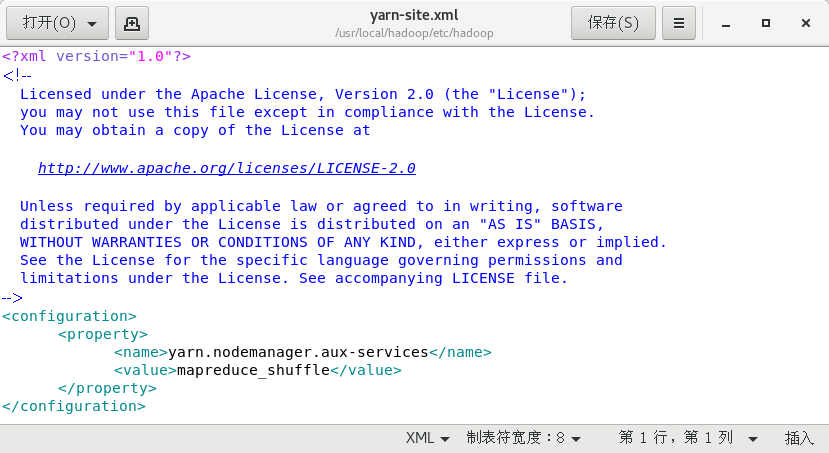 打开(O)
yarn-site.xml
/usr/local/hadoop/etc/hadoop
保存(S)
<?xml version="1.0"?>
<!--
Licensed under the Apache License, Version 2.0 (the "License");
you may not use this file except in compliance with the License.
You may obtain a copy of the License at
http://www.apache.org/licenses/LICENSE-2.0
Unless required by applicable law or agreed to in writing, software
distributed under the License is distributed on an "AS IS" BASIS,
WITHOUT WARRANTIES OR CONDITIONS OF ANY KIND, either express or implied.
See the License for the specific language governing permissions and
limitations under the License. See accompanying LICENSE file.
-->
<configuration>
<property>
<name>yarn.nodemanager.aux-services</name>
<value>mapreduce_shuffle</value>
</property>
</configuration>
XML 制表符宽度：8 第 1 行，第 1 列 插入